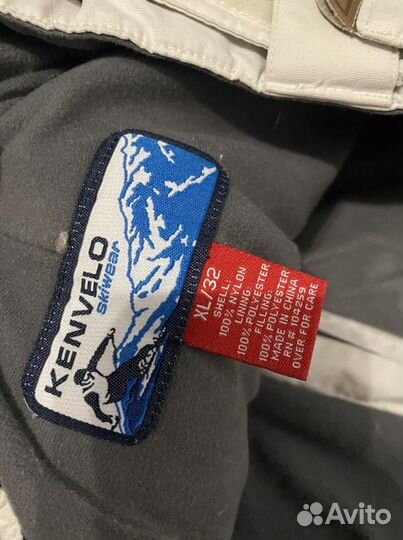 KENVELO
skiwear
XL/32
SHELL:
100% NYLON
LINING:
100% POLYESTER
FILLING:
100% POLYESTER
MADE IN CHINA
RN # 104259
OVER FOR CARE
Avito